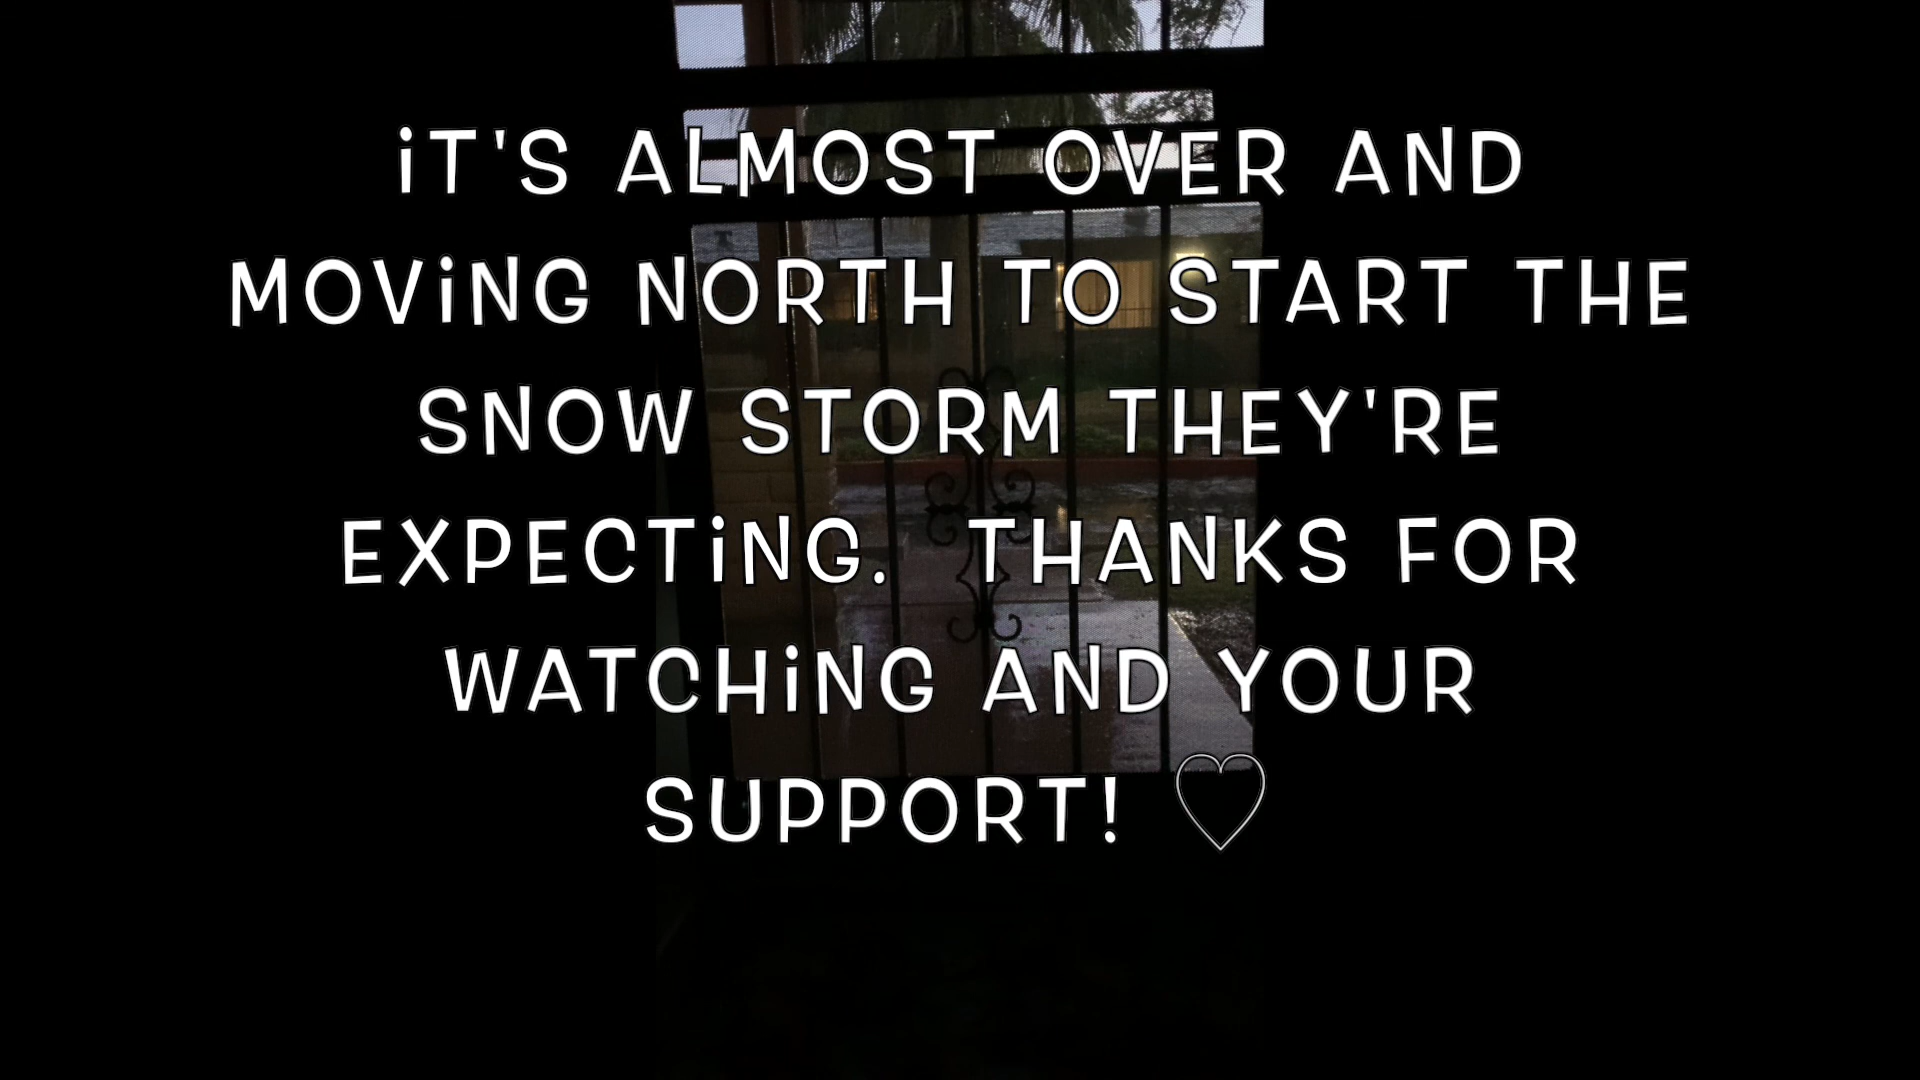 iT'S ALMOST OVER AND
MOViNG NORTH TO START THE
SNOW STORM THEY'RE
EXPECTiNG. THANKS FOR
WATCHiNG AND YOUR
SUPPORT! ♡